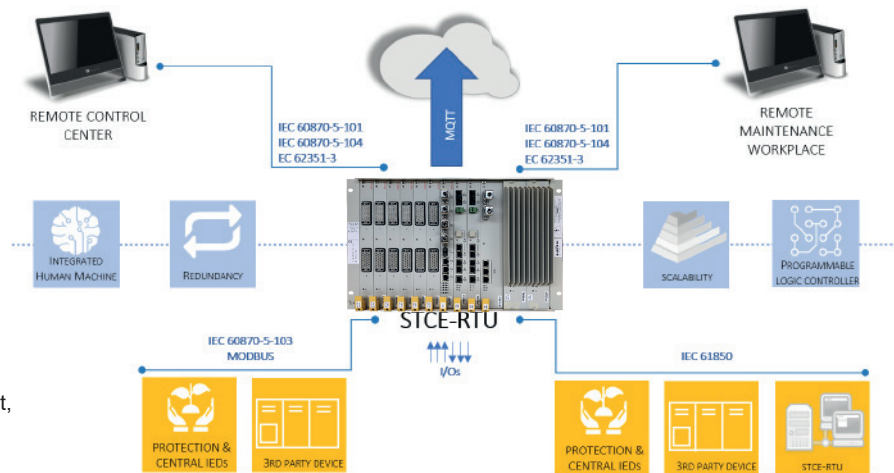 REMOTE CONTROL
CENTER
IEC 60870-5-101
IEC 60870-5-104
EC 62351-3
MQTT
IEC 60870-5-101
IEC 60870-5-104
EC 62351-3
REMOTE
MAINTENANCE
WORKPLACE
INTEGRATED
HUMAN MACHINE
REDUNDANCY
SCALABILITY
PROGRAMMABLE
LOGIC CONTROLLER
STCE-RTU
IEC 60870-5-103
MODBUS
I/Os
IEC 61850
t,
PROTECTION &
CENTRAL IEDs
3RD PARTY DEVICE
PROTECTION &
CENTRAL IEDs
3RD PARTY DEVICE
STCE-RTU